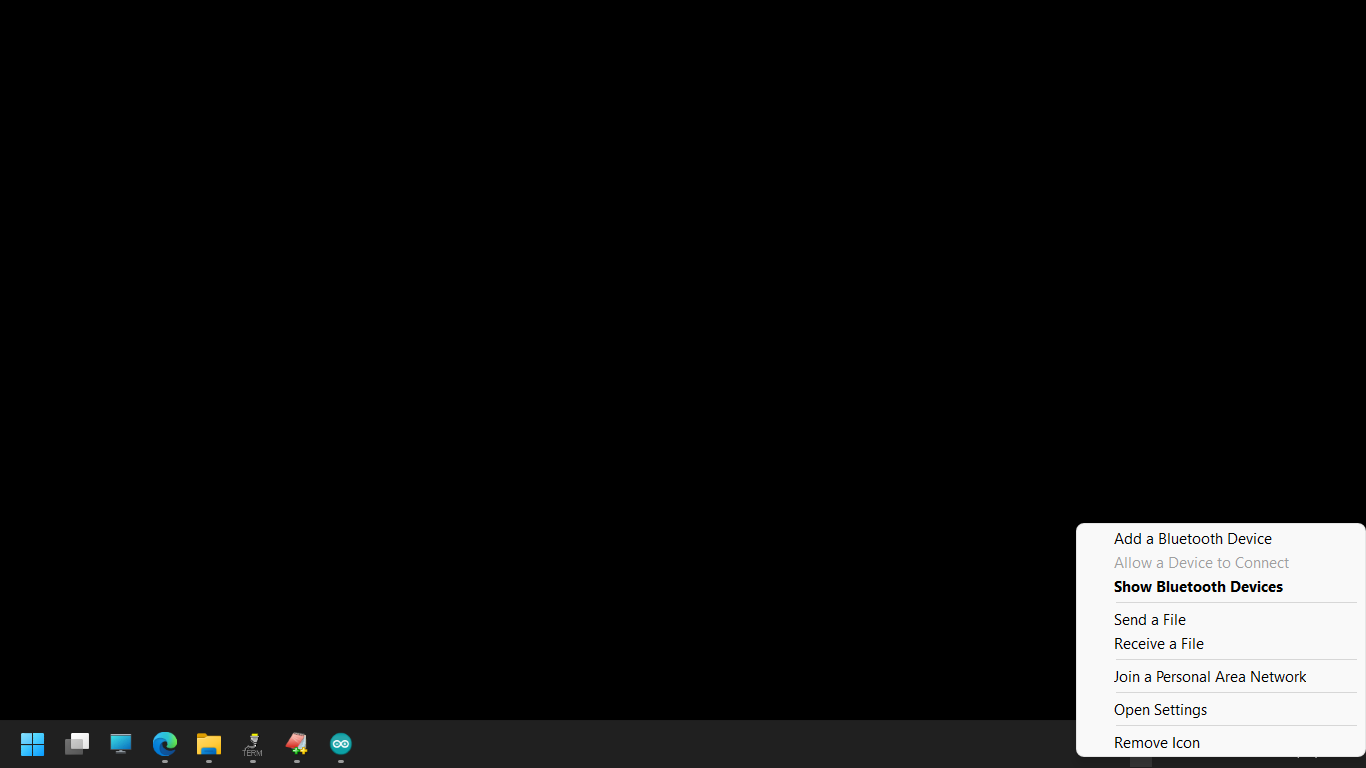 Add a Bluetooth Device
Allow a Device to Connect
Show Bluetooth Devices
Send a File
Receive a File
Join a Personal Area Network
Open Settings
Remove Icon
TERM